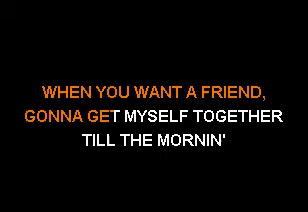 WHEN YOU WANT A FRIEND,
GONNA GET MYSELF TOGETHER
TILL THE MORNIN'